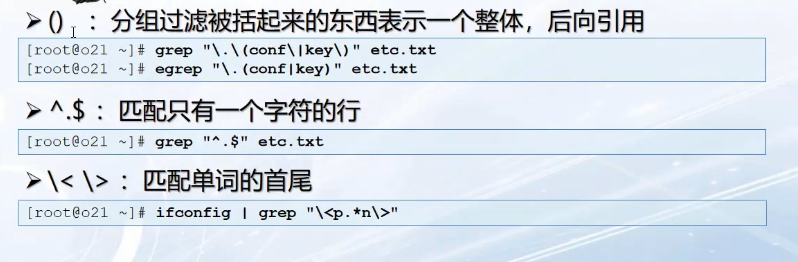 ➢ () ：分组过滤被括起来的东西表示一个整体，后向引用
[root@o21 ~]# grep "\.\(conf\|key\)" etc.txt
[root@o21 ~]# egrep "\.(conf|key)" etc.txt
➢ ^.$ ：匹配只有一个字符的行
[root@o21 ~]# grep "^.$" etc.txt
➢ \< \> ：匹配单词的首尾
[root@o21 ~]# ifconfig | grep "\<p.*n\>"